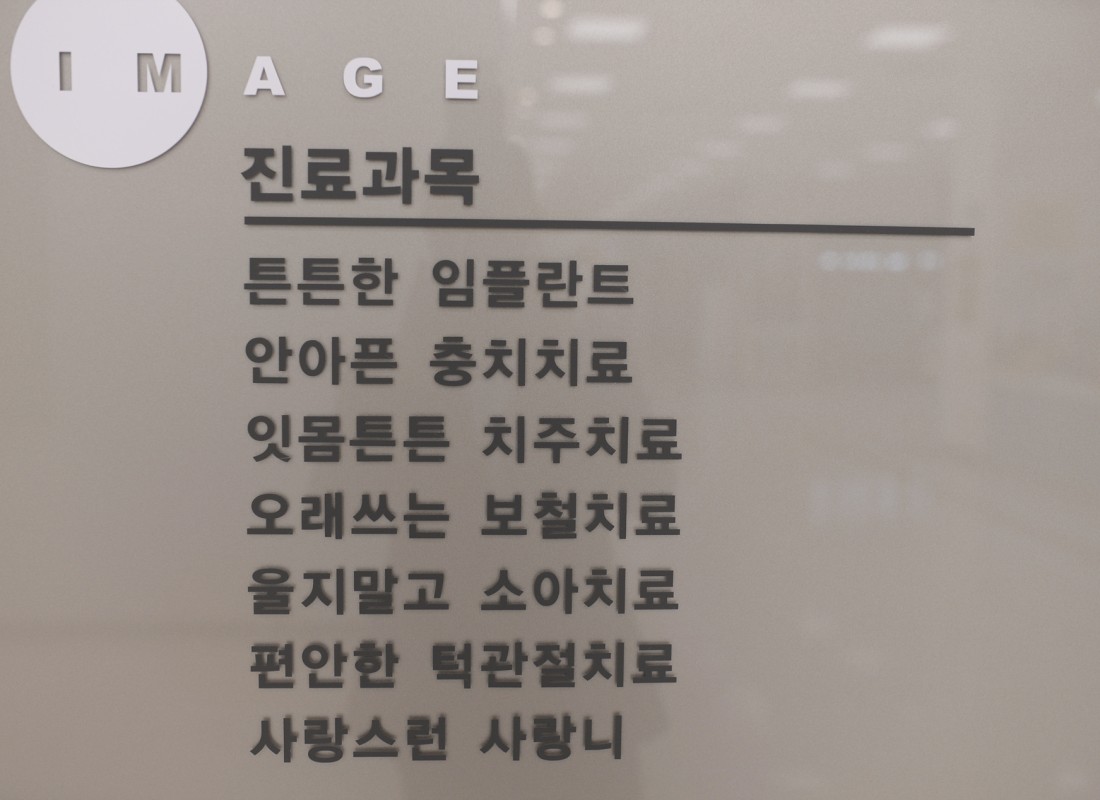 IMAGE
진료과목
튼튼한 임플란트
안아픈 충치치료
잇몸튼튼 치주치료
오래쓰는 보철치료
울지말고 소아치료
편안한 턱관절치료
사랑스런 사랑니